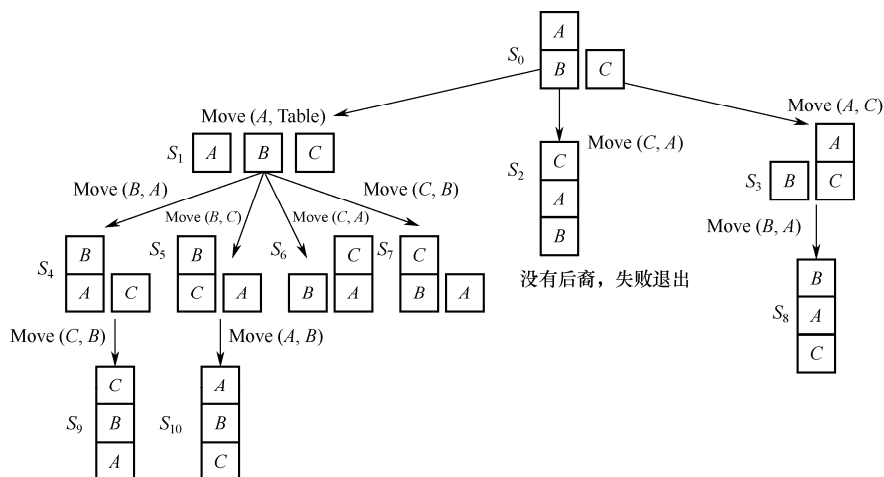 A
S0
B C
Move (A, Table)
Move (A, C)
S1 A B C
Move (C, A)
A
S2 C
S3 B C
Move (B, A)
Move (C, B)
Move (B, C)
Move (C, A)
A
Move (B, A)
B
S4 B
S5 B
S6 C
S7 C
A C
C A
B A
B A
没有后裔，失败退出
B
S8 A
C
Move (C, B)
Move (A, B)
C
A
S9 B
S10 B
A
C